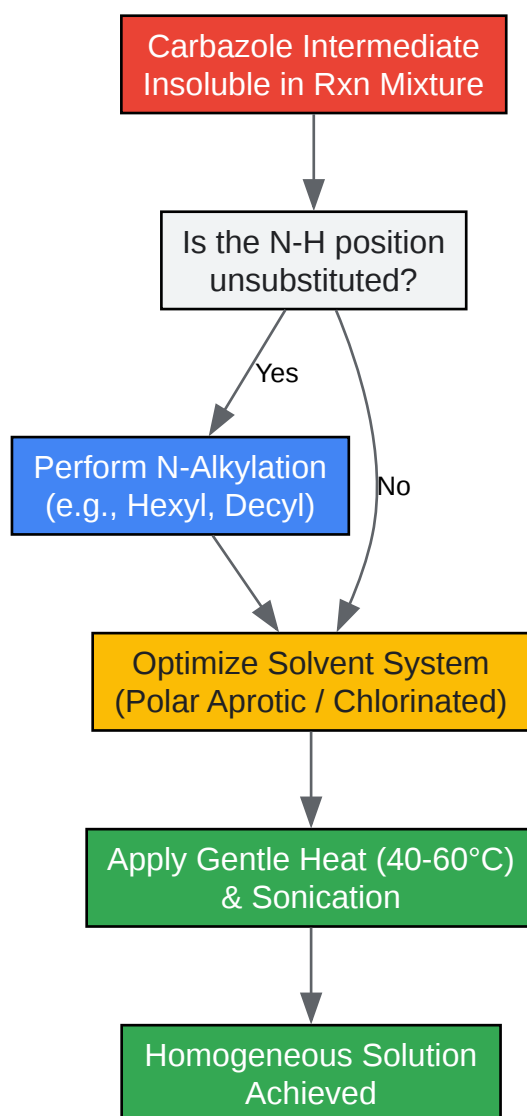 Carbazole Intermediate
Insoluble in Rxn Mixture
Is the N-H position
unsubstituted?
Yes
Perform N-Alkylation
(e.g., Hexyl, Decyl)
No
Optimize Solvent System
(Polar Aprotic / Chlorinated)
Apply Gentle Heat (40-60°C)
& Sonication
Homogeneous Solution
Achieved